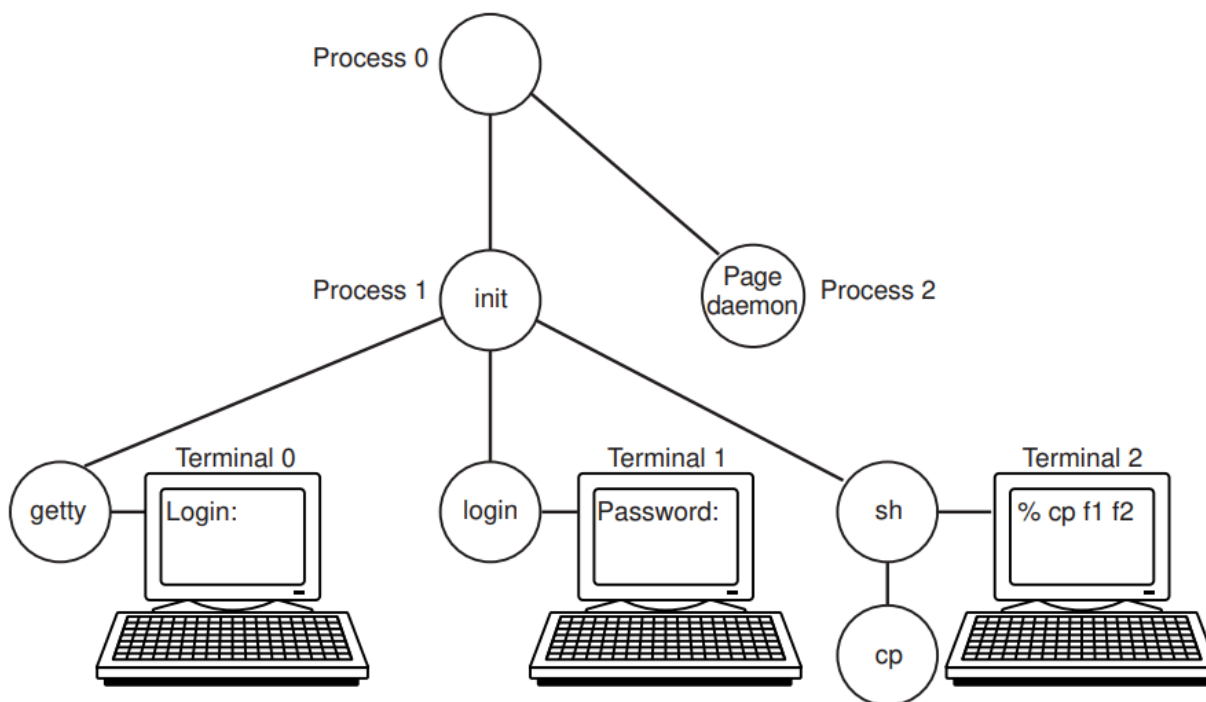 Process 0
Process 1
init
Page
daemon
Process 2
Terminal 0
Terminal 1
Terminal 2
getty
Login:
login
Password:
sh
% cp f1 f2
cp